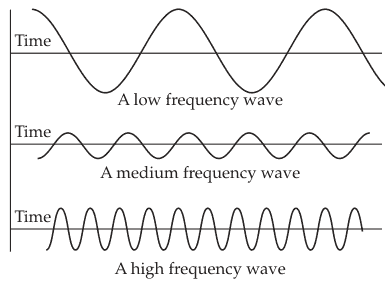 Time
A low frequency wave
Time
A medium frequency wave
Time
A high frequency wave